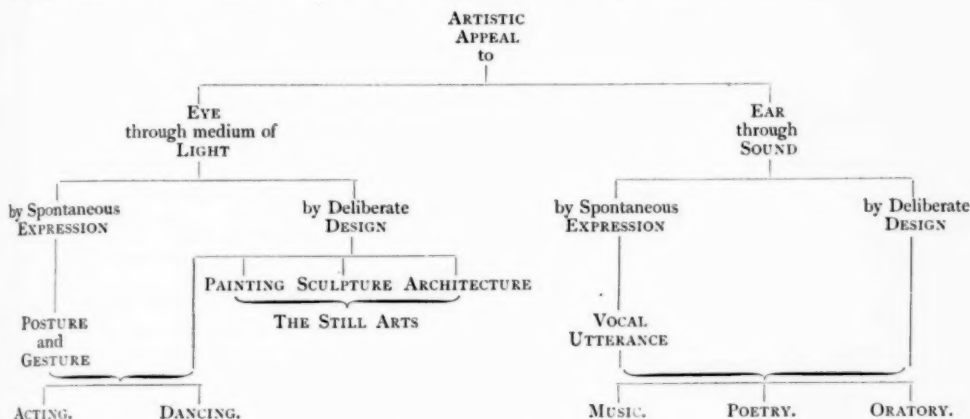 ARTISTIC
APPEAL
to
EYE
through medium of
LIGHT
EAR
through
SOUND
by Spontaneous
EXPRESSION
by Deliberate
DESIGN
by Spontaneous
EXPRESSION
by Deliberate
DESIGN
PAINTING SCULPTURE ARCHITECTURE
THE STILL ARTS
POSTURE
and
GESTURE
VOCAL
UTTERANCE
ACTING. DANCING.
MUSIC. POETRY. ORATORY.